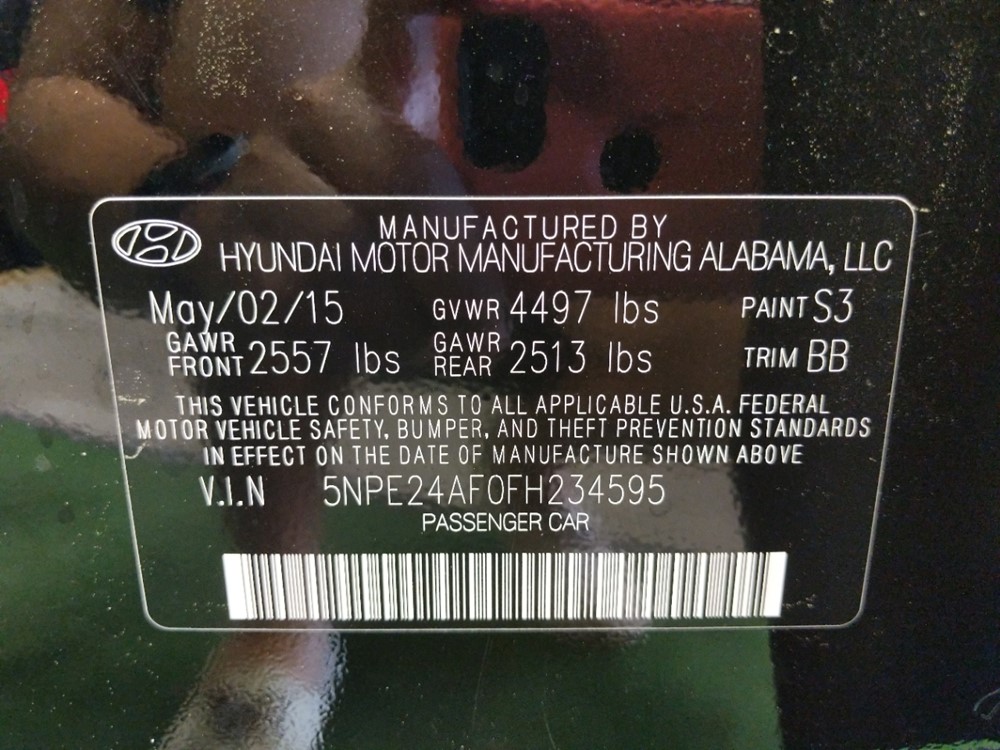 MANUFACTURED BY
HYUNDAI MOTOR MANUFACTURING ALABAMA, LLC
May/02/15 GVWR 4497 lbs PAINT S3
GAWR FRONT 2557 lbs GAWR REAR 2513 lbs TRIM BB
THIS VEHICLE CONFORMS TO ALL APPLICABLE U.S.A. FEDERAL
MOTOR VEHICLE SAFETY, BUMPER, AND THEFT PREVENTION STANDARDS
IN EFFECT ON THE DATE OF MANUFACTURE SHOWN ABOVE
V.I.N 5NPE24AF0FH234595
PASSENGER CAR